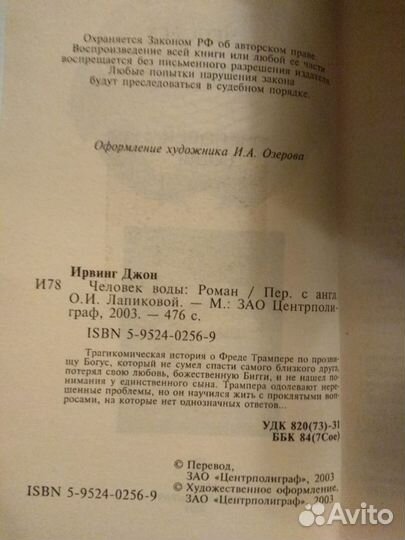 Охраняется Законом РФ об авторском праве.
Воспроизведение всей книги или любой ее части
воспрещается без письменного разрешения издателя.
Любые попытки нарушения закона
будут преследоваться в судебном порядке.
Оформление художника И.А. Озерова
Ирвинг Джон
И78 Человек воды: Роман / Пер. с англ.
О.И. Лапиковой. — М.: ЗАО Центрполи-
граф, 2003. — 476 с.
ISBN 5-9524-0256-9
Трагикомическая история о Фреде Трампере по прозви-
щу Богус, который не сумел спасти самого близкого друга,
потерял свою любовь, божественную Бигги, и не нашел по-
нимания у единственного сына. Трампера одолевают нере-
шенные проблемы, но он научился жить с проклятыми воп-
росами, на которые нет однозначных ответов...
УДК 820(73)-31
ББК 84(7Сое)
© Перевод,
ЗАО «Центрполиграф», 2003
© Художественное оформление,
ISBN 5-9524-0256-9 ЗАО «Центрполиграф», 2003
Avito